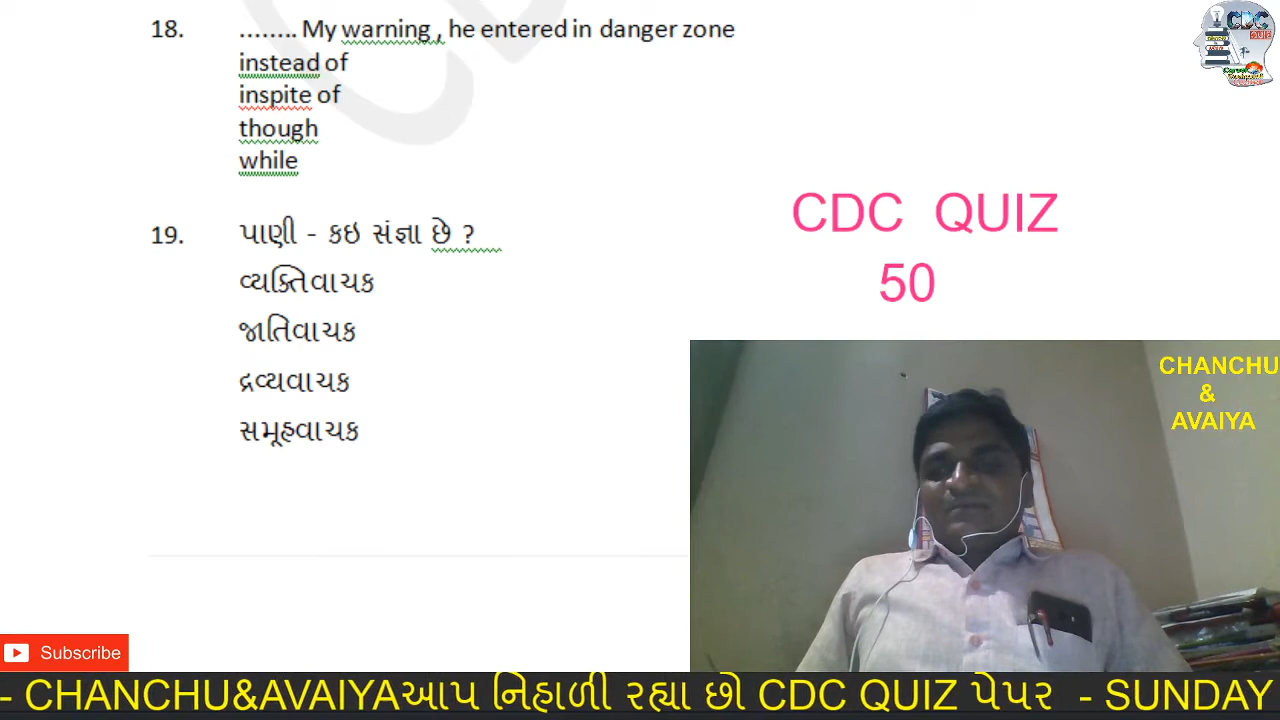 18. ........ My warning , he entered in danger zone
instead of
inspite of
though
while
19. પાણી - કઇ સંજ્ઞા છે ?
વ્યક્તિવાચક
જાતિવાચક
દ્રવ્યવાચક
સમૂહવાચક
CDC QUIZ
50
CHANCHU
&
AVAIYA
CDC
QUIZ
Subscribe
- CHANCHU&AVAIYAઆપ નિહાળી રહ્યા છો CDC QUIZ પેપર - SUNDAY